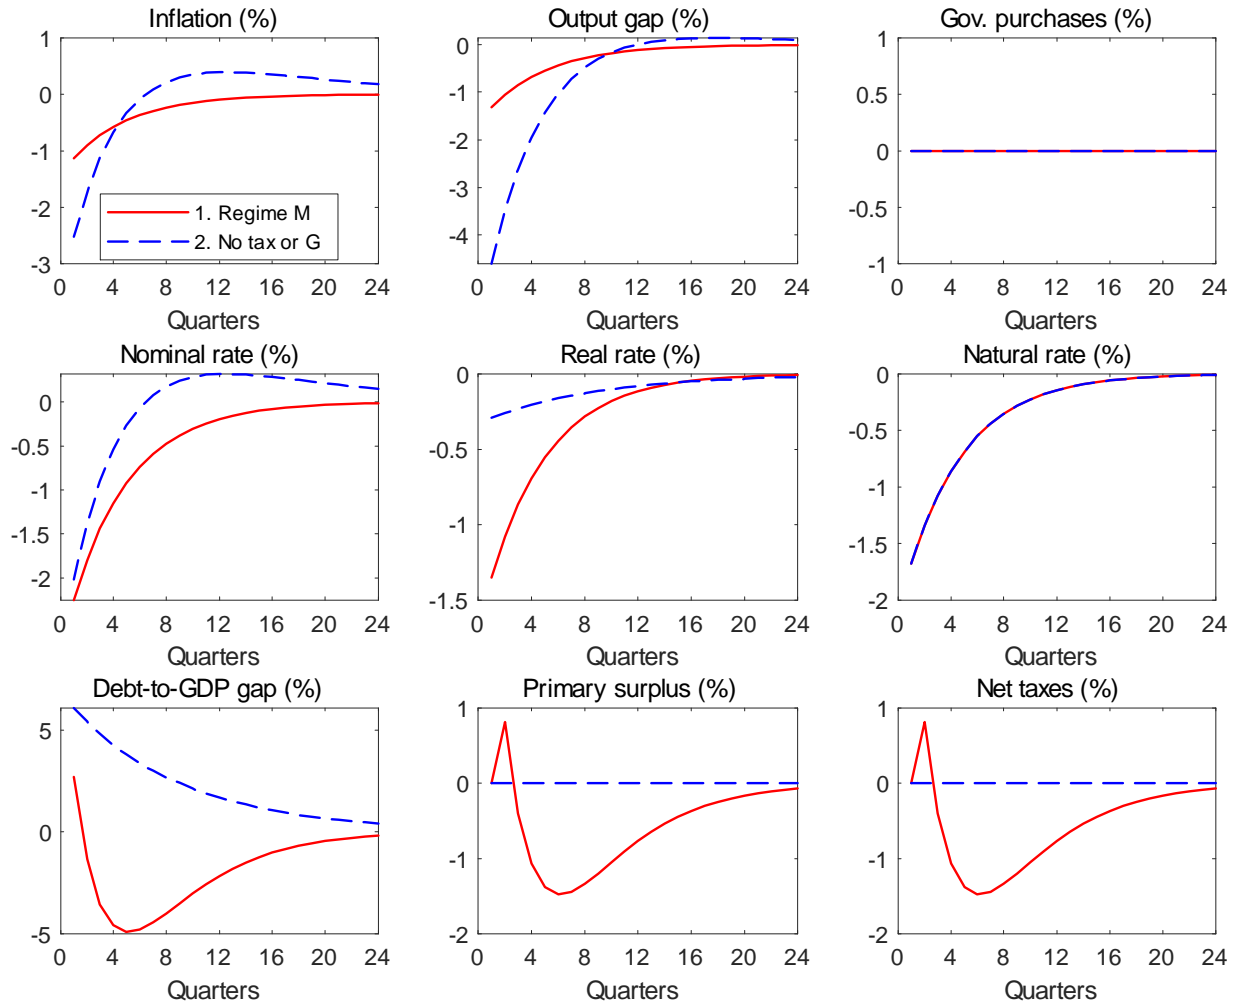 Inflation (%)
1
0
-1
-2
-3
1. Regime M
2. No tax or G
0 4 8 12 16 20 24
Quarters
Output gap (%)
0
-1
-2
-3
-4
0 4 8 12 16 20 24
Quarters
Gov. purchases (%)
1
0.5
0
-0.5
-1
0 4 8 12 16 20 24
Quarters
Nominal rate (%)
0
-0.5
-1
-1.5
-2
0 4 8 12 16 20 24
Quarters
Real rate (%)
0
-0.5
-1
-1.5
0 4 8 12 16 20 24
Quarters
Natural rate (%)
0
-0.5
-1
-1.5
-2
0 4 8 12 16 20 24
Quarters
Debt-to-GDP gap (%)
5
0
-5
0 4 8 12 16 20 24
Quarters
Primary surplus (%)
1
0
-1
-2
0 4 8 12 16 20 24
Quarters
Net taxes (%)
1
0
-1
-2
0 4 8 12 16 20 24
Quarters